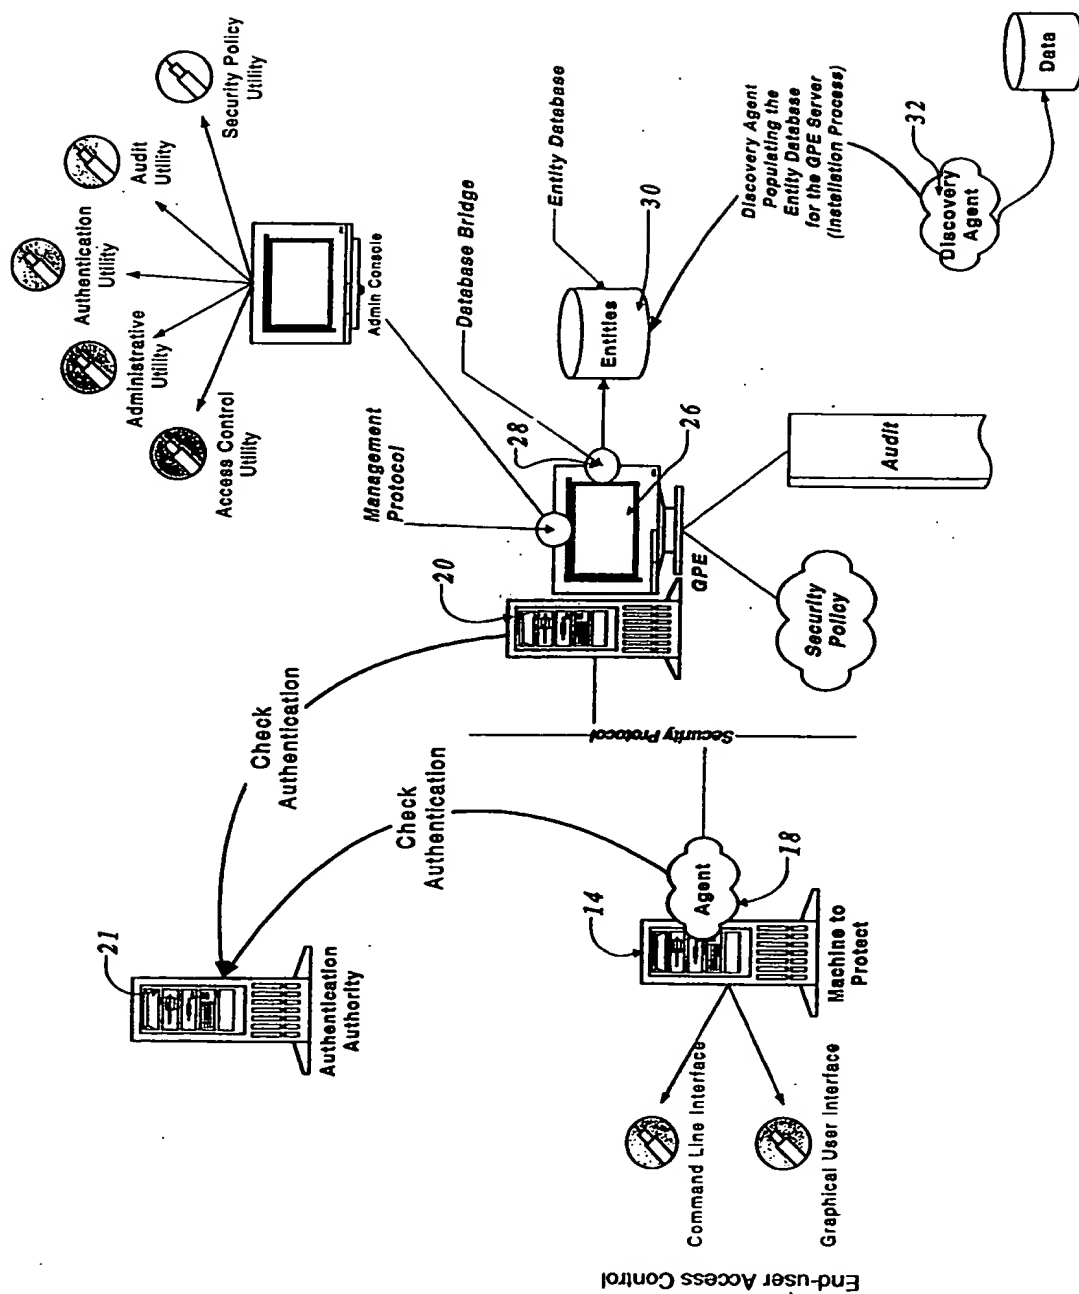 Security Policy
Utility
Audit
Utility
Authentication
Utility
Administrative
Utility
Access Control
Utility
Admin Console
Management
Protocol
Database Bridge
Entity Database
28
30
Entities
26
20
GPE
Discovery Agent
Populating the
Entity Database
for the GPE Server
(Installation Process)
32
Discovery
Agent
Data
Audit
Security
Policy
Check
Authentication
Security Protocol
Check
Authentication
21
Authentication
Authority
14
Agent
18
Machine to
Protect
Command Line Interface
Graphical User Interface
End-user Access Control